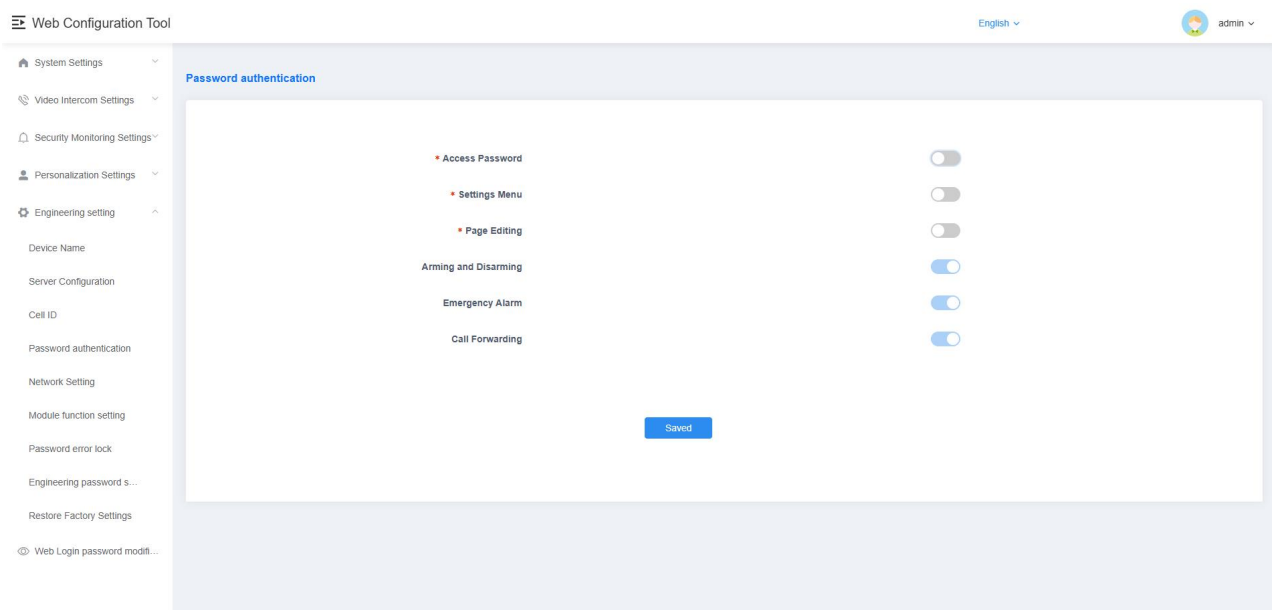 Web Configuration Tool
English
admin
System Settings
Video Intercom Settings
Security Monitoring Settings
Personalization Settings
Engineering setting
Device Name
Server Configuration
Cell ID
Password authentication
Network Setting
Module function setting
Password error lock
Engineering password s...
Restore Factory Settings
Web Login password modifi...
Password authentication
* Access Password
* Settings Menu
* Page Editing
Arming and Disarming
Emergency Alarm
Call Forwarding
Saved